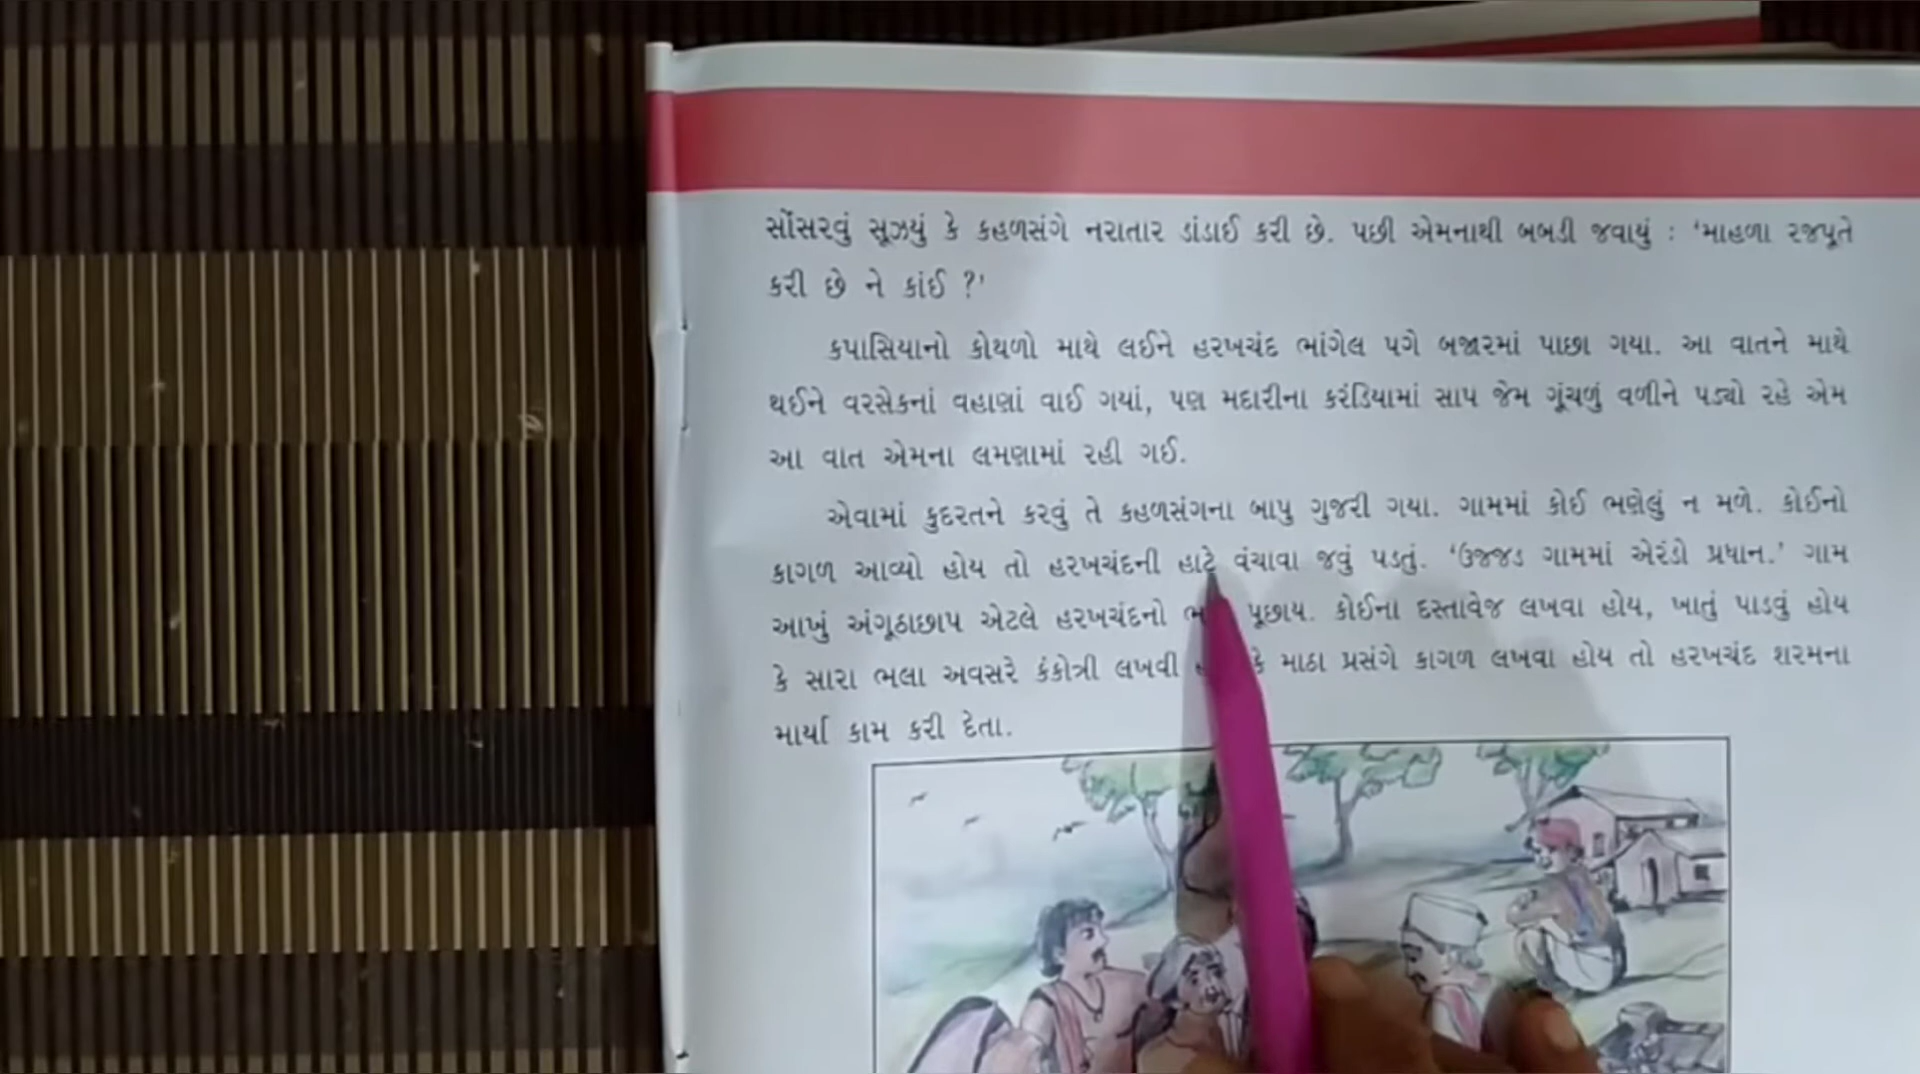 સોંસરવું સૂઝ્યું કે કહળસંગે નરાતાર ડાંડાઈ કરી છે. પછી એમનાથી બબડી જવાયું : ‘માહળા રજપૂતે
કરી છે ને કાંઈ ?’
કપાસિયાનો કોથળો માથે લઈને હરખચંદ ભાંગેલ પગે બજારમાં પાછા ગયા. આ વાતને માથે
થઈને વરસેકનાં વહાણાં વાઈ ગયાં, પણ મદારીના કરંડિયામાં સાપ જેમ ગૂંચળું વળીને પડ્યો રહે એમ
આ વાત એમના લમણામાં રહી ગઈ.
એવામાં કુદરતને કરવું તે કહળસંગના બાપુ ગુજરી ગયા. ગામમાં કોઈ ભણેલું ન મળે. કોઈનો
કાગળ આવ્યો હોય તો હરખચંદની હાટે વંચાવા જવું પડતું. ‘ઉજ્જડ ગામમાં એરંડો પ્રધાન.’ ગામ
આખું અંગૂઠાછાપ એટલે હરખચંદનો પૂછાય. કોઈના દસ્તાવેજ લખવા હોય, ખાતું પાડવું હોય
કે સારા ભલા અવસરે કંકોત્રી લખવી કે માઠા પ્રસંગે કાગળ લખવા હોય તો હરખચંદ શરમના
માર્યા કામ કરી દેતા.